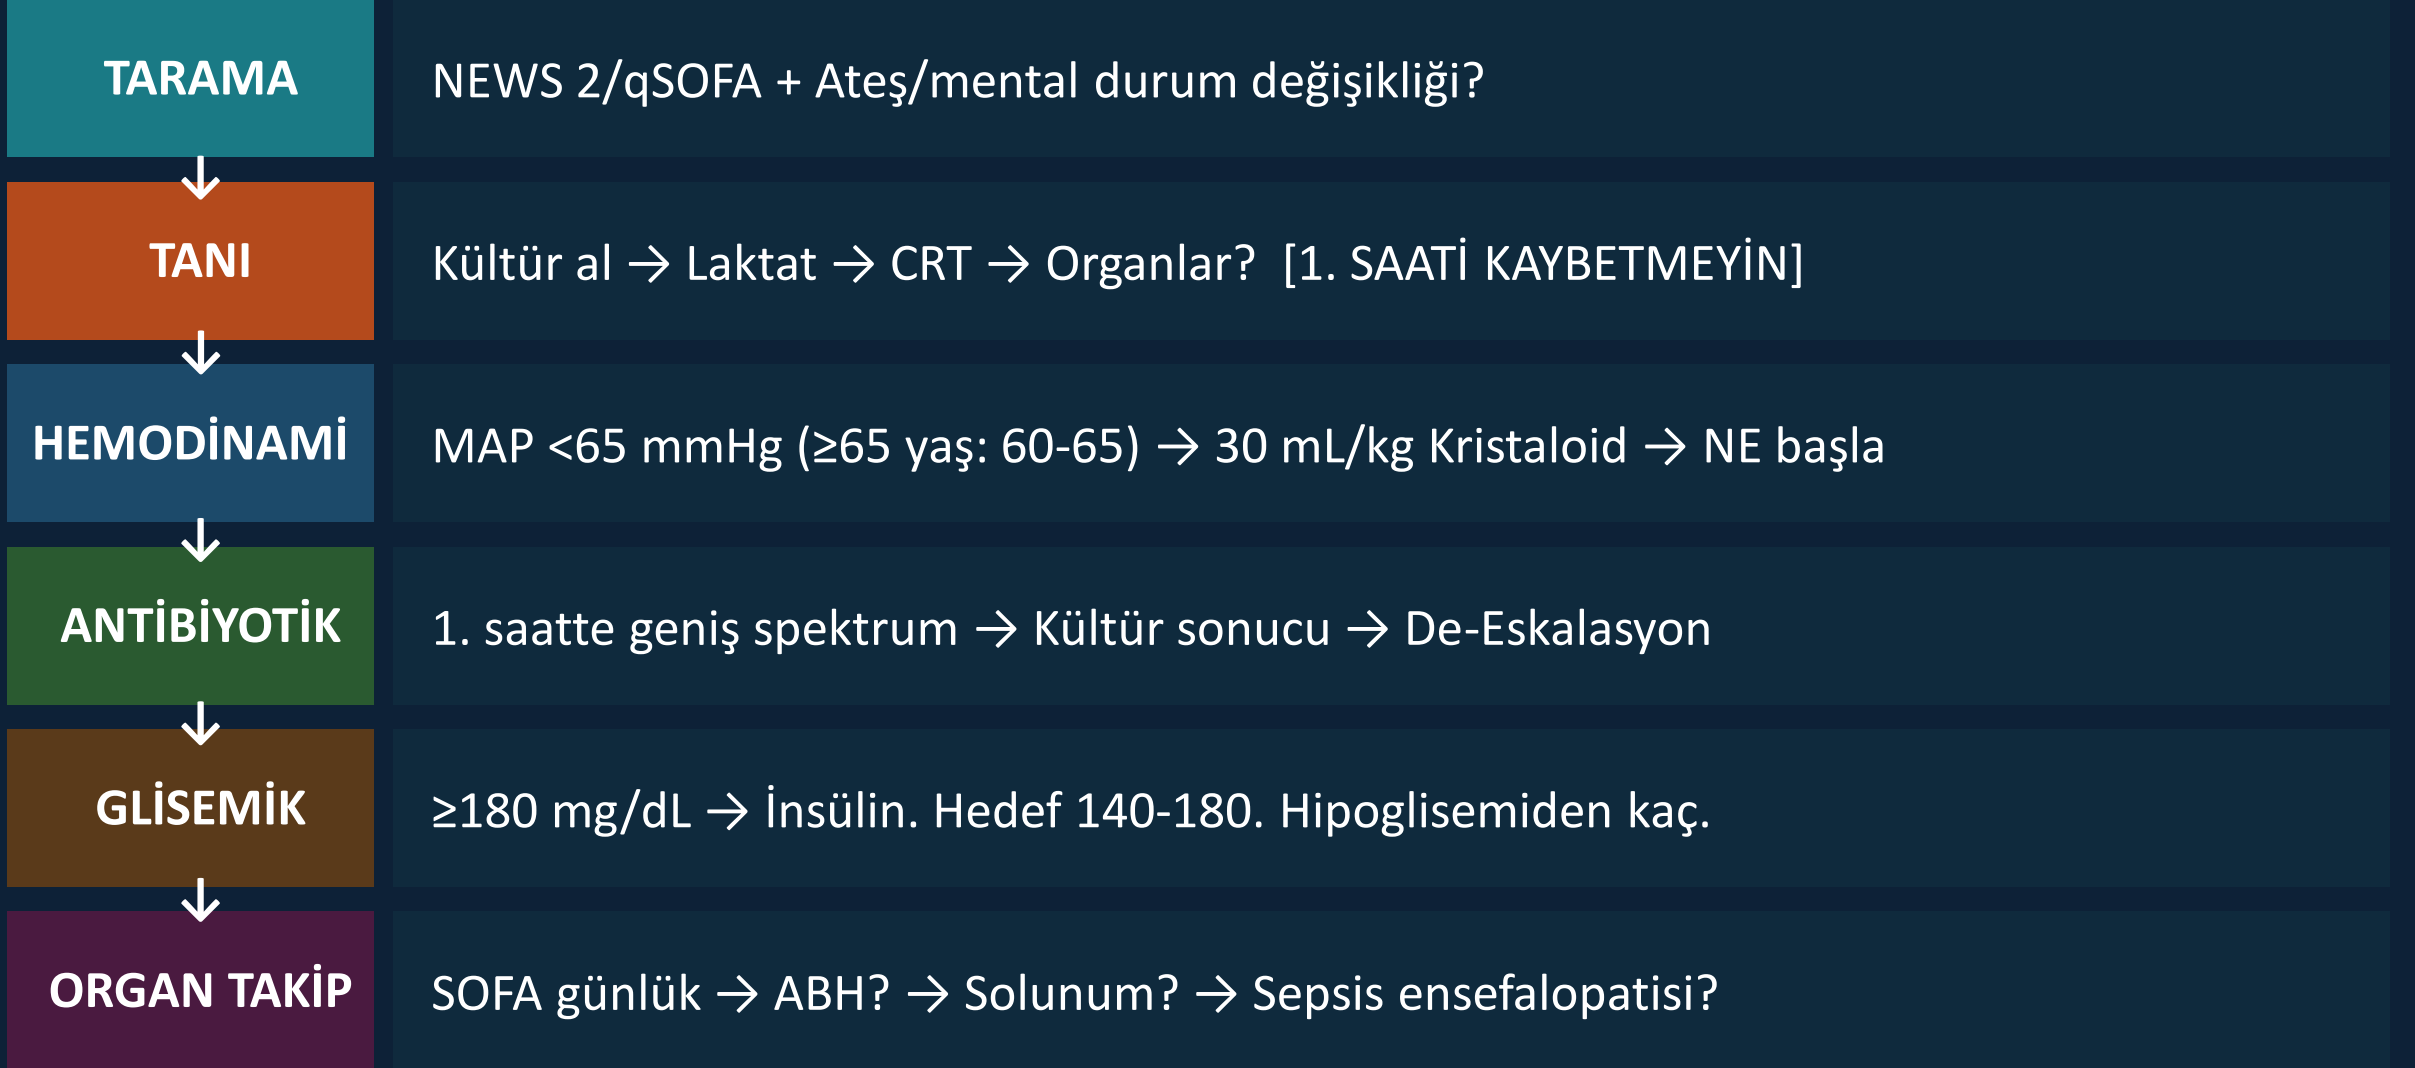 TARAMA
NEWS 2/qSOFA + Ateş/mental durum değişikliği?
TANI
Kültür al → Laktat → CRT → Organlar? [1. SAATİ KAYBETMEYİN]
HEMODİNAMİ
MAP <65 mmHg (≥65 yaş: 60-65) → 30 mL/kg Kristaloid → NE başla
ANTİBİYOTİK
1. saatte geniş spektrum → Kültür sonucu → De-Eskalasyon
GLİSEMİK
≥180 mg/dL → İnsülin. Hedef 140-180. Hipoglisemiden kaç.
ORGAN TAKİP
SOFA günlük → ABH? → Solunum? → Sepsis ensefalopatisi?